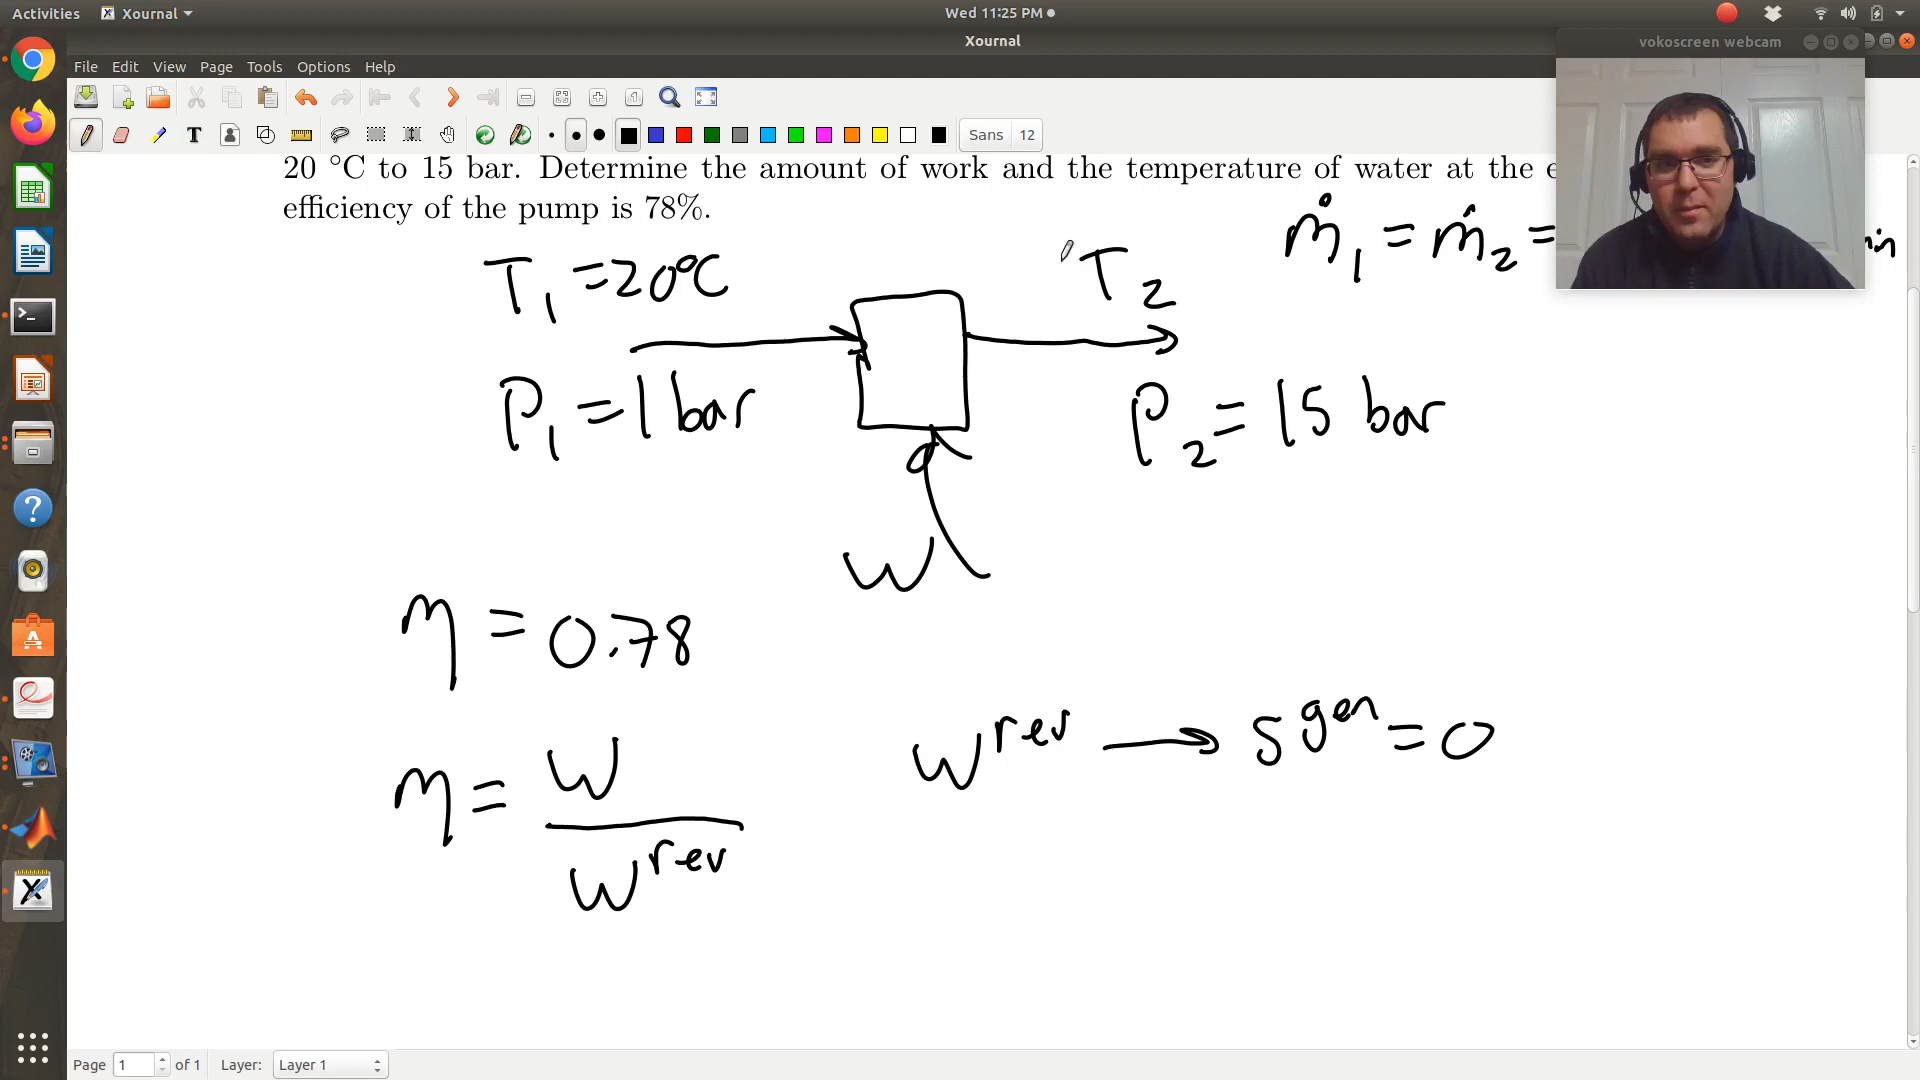 Activities Xournal Wed 11:25 PM
Xournal
vokoscreen webcam
File Edit View Page Tools Options Help
T Sans 12
20 °C to 15 bar. Determine the amount of work and the temperature of water at the
efficiency of the pump is 78%.
ṁ₁ = ṁ₂ =
T₁ = 20°C
T₂
P₁ = 1 bar
P₂ = 15 bar
W
η = 0.78
η = W / W^rev
W^rev → S^gen = 0
Page 1 of 1 Layer: Layer 1